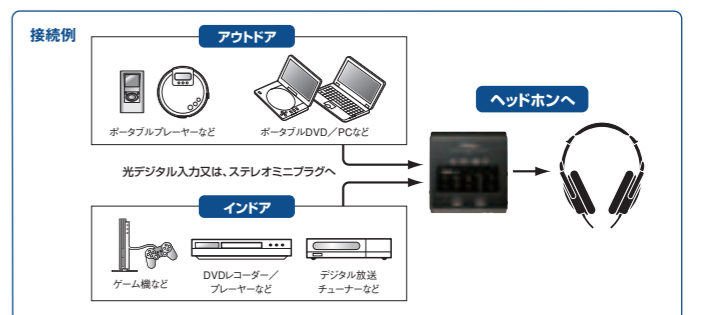 接続例
アウトドア
ポータブルプレーヤーなど
ポータブルDVD／PCなど
ヘッドホンへ
光デジタル入力又は、ステレオミニプラグへ
インドア
ゲーム機など
DVDレコーダー／
プレーヤーなど
デジタル放送
チューナーなど